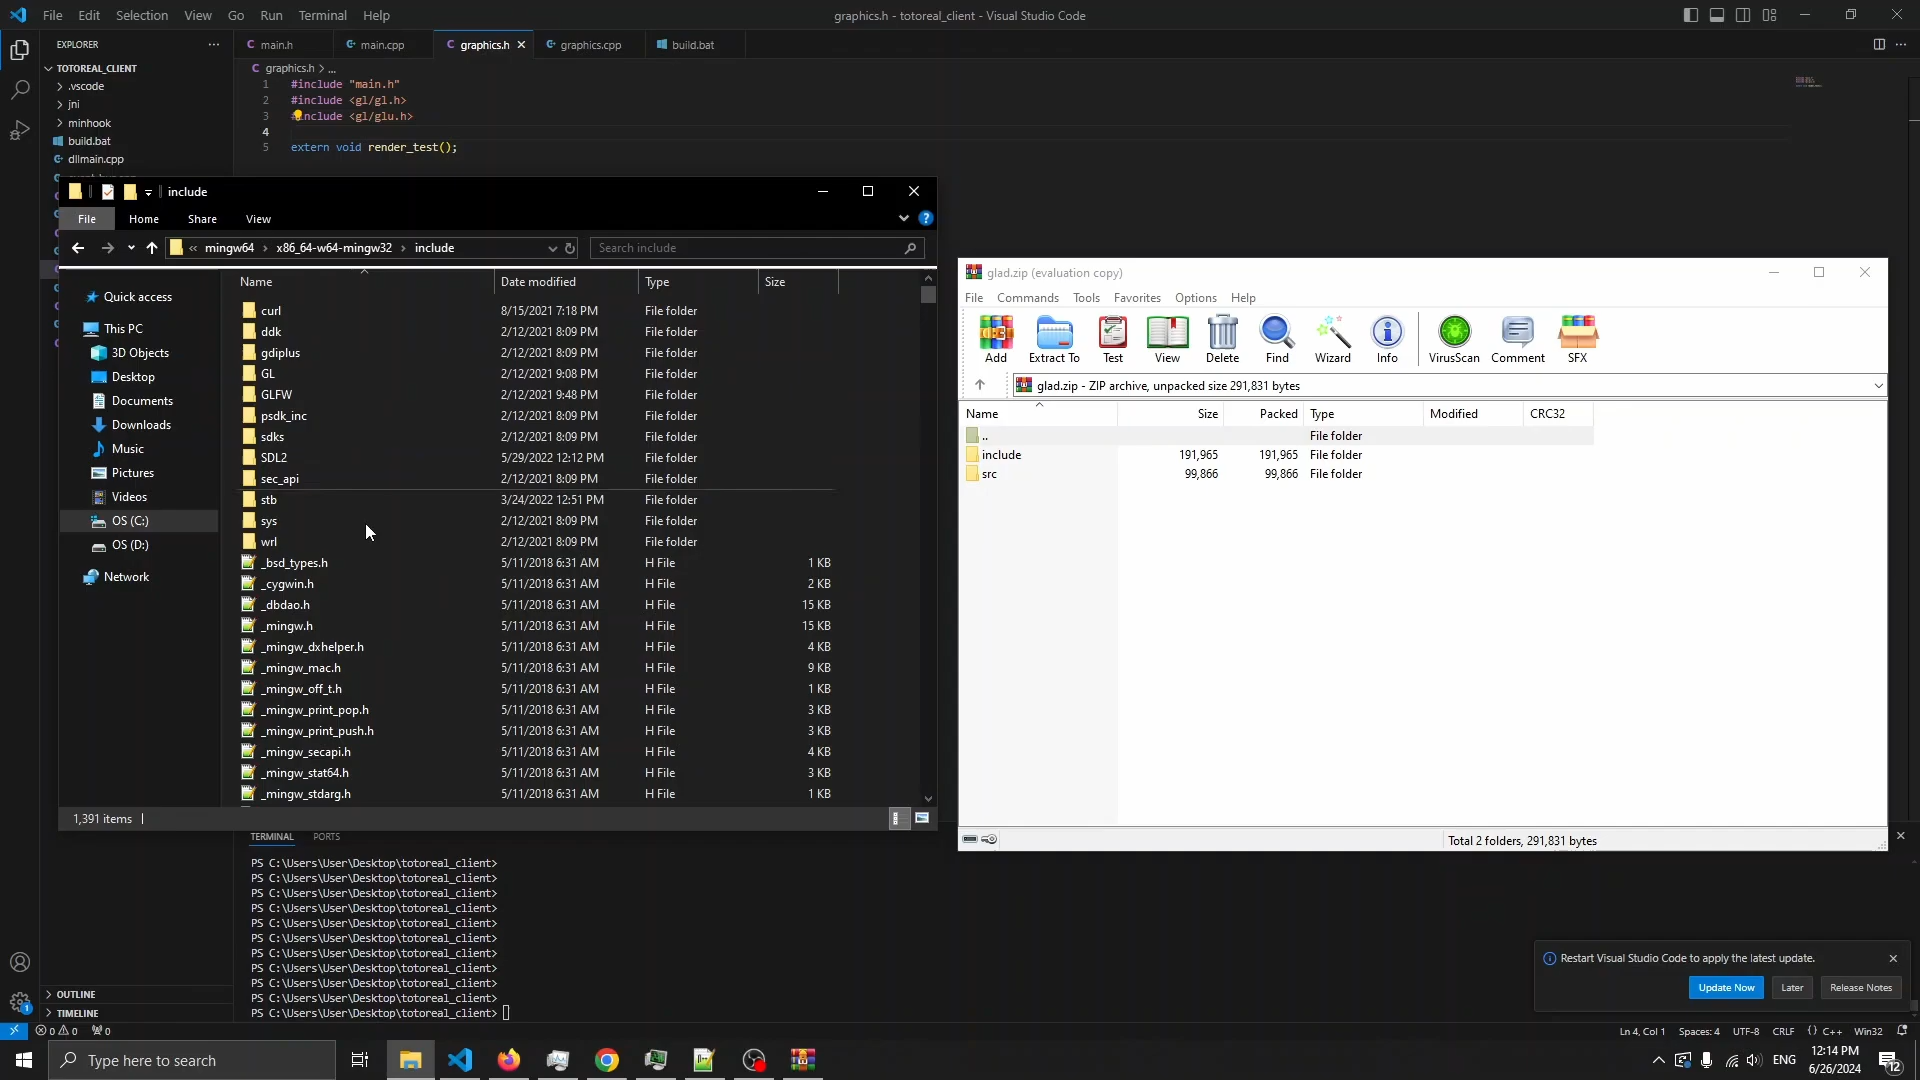 File Edit Selection View Go Run Terminal Help
graphics.h - totoreal_client - Visual Studio Code
EXPLORER
TOTOREAL_CLIENT
.vscode
jni
minhook
build.bat
dllmain.cpp
main.h
main.cpp
graphics.h
graphics.cpp
build.bat
graphics.h > ...
1 #include "main.h"
2 #include <gl/gl.h>
3 #include <gl/glu.h>
4
5 extern void render_test();
include
File Home Share View
« mingw64 > x86_64-w64-mingw32 > include
Search include
Quick access
This PC
3D Objects
Desktop
Documents
Downloads
Music
Pictures
Videos
OS (C:)
OS (D:)
Network
Name Date modified Type Size
curl 8/15/2021 7:18 PM File folder
ddk 2/12/2021 8:09 PM File folder
gdiplus 2/12/2021 8:09 PM File folder
GL 2/12/2021 9:08 PM File folder
GLFW 2/12/2021 9:48 PM File folder
psdk_inc 2/12/2021 8:09 PM File folder
sdks 2/12/2021 8:09 PM File folder
SDL2 5/29/2022 12:12 PM File folder
sec_api 2/12/2021 8:09 PM File folder
stb 3/24/2022 12:51 PM File folder
sys 2/12/2021 8:09 PM File folder
wrl 2/12/2021 8:09 PM File folder
_bsd_types.h 5/11/2018 6:31 AM H File 1 KB
_cygwin.h 5/11/2018 6:31 AM H File 2 KB
_dbdao.h 5/11/2018 6:31 AM H File 15 KB
_mingw.h 5/11/2018 6:31 AM H File 15 KB
_mingw_dxhelper.h 5/11/2018 6:31 AM H File 4 KB
_mingw_mac.h 5/11/2018 6:31 AM H File 9 KB
_mingw_off_t.h 5/11/2018 6:31 AM H File 1 KB
_mingw_print_pop.h 5/11/2018 6:31 AM H File 3 KB
_mingw_print_push.h 5/11/2018 6:31 AM H File 3 KB
_mingw_secapi.h 5/11/2018 6:31 AM H File 4 KB
_mingw_stat64.h 5/11/2018 6:31 AM H File 3 KB
_mingw_stdarg.h 5/11/2018 6:31 AM H File 1 KB
1,391 items
glad.zip (evaluation copy)
File Commands Tools Favorites Options Help
Add Extract To Test View Delete Find Wizard Info VirusScan Comment SFX
glad.zip - ZIP archive, unpacked size 291,831 bytes
Name Size Packed Type Modified CRC32
.. File folder
include 191,965 191,965 File folder
src 99,866 99,866 File folder
Total 2 folders, 291,831 bytes
TERMINAL PORTS
PS C:\Users\User\Desktop\totoreal_client>
PS C:\Users\User\Desktop\totoreal_client>
PS C:\Users\User\Desktop\totoreal_client>
PS C:\Users\User\Desktop\totoreal_client>
PS C:\Users\User\Desktop\totoreal_client>
PS C:\Users\User\Desktop\totoreal_client>
PS C:\Users\User\Desktop\totoreal_client>
PS C:\Users\User\Desktop\totoreal_client>
PS C:\Users\User\Desktop\totoreal_client>
PS C:\Users\User\Desktop\totoreal_client>
PS C:\Users\User\Desktop\totoreal_client>
Restart Visual Studio Code to apply the latest update.
Update Now Later Release Notes
OUTLINE
TIMELINE
1
0 0 0
Ln 4, Col 1 Spaces: 4 UTF-8 CRLF {} C++ Win32
Type here to search
ENG
12:14 PM
6/26/2024
12